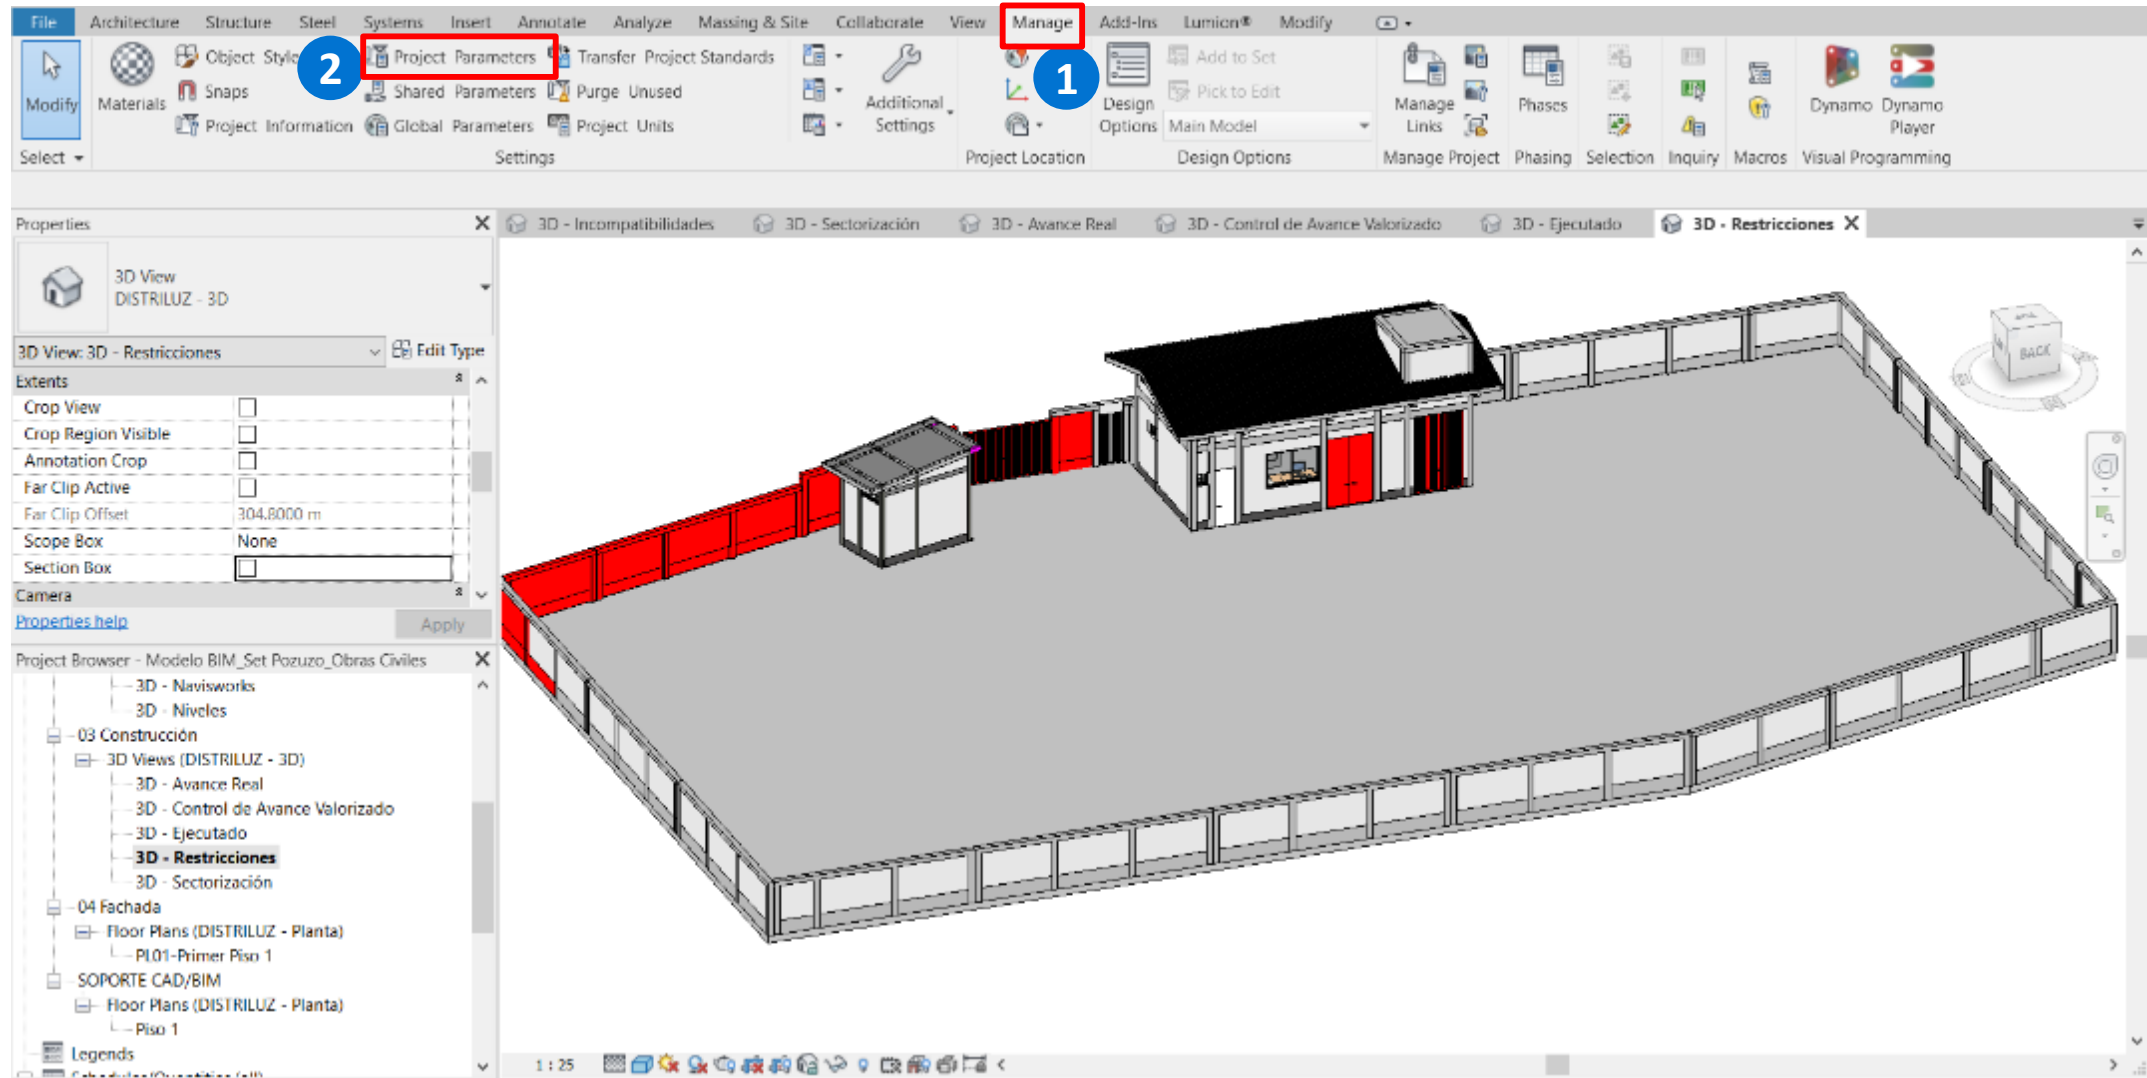 File Architecture Structure Steel Systems Insert Annotate Analyze Massing & Site Collaborate View Manage Add-Ins Lumion® Modify
1
2
Modify
Materials
Object Style
Snaps
Project Information
Project Parameters
Shared Parameters
Global Parameters
Transfer Project Standards
Purge Unused
Project Units
Additional
Settings
Design
Options
Add to Set
Pick to Edit
Main Model
Manage
Links
Phases
Dynamo
Dynamo
Player
Select Settings Project Location Design Options Manage Project Phasing Selection Inquiry Macros Visual Programming
Properties
3D View
DISTRILUZ - 3D
3D View: 3D - Restricciones Edit Type
Extents
Crop View
Crop Region Visible
Annotation Crop
Far Clip Active
Far Clip Offset 304.8000 m
Scope Box None
Section Box
Camera
Properties help Apply
Project Browser - Modelo BIM_Set Pozuzo_Obras Civiles
3D - Navisworks
3D - Niveles
03 Construcción
3D Views (DISTRILUZ - 3D)
3D - Avance Real
3D - Control de Avance Valorizado
3D - Ejecutado
3D - Restricciones
3D - Sectorización
04 Fachada
Floor Plans (DISTRILUZ - Planta)
PL01-Primer Piso 1
SOPORTE CAD/BIM
Floor Plans (DISTRILUZ - Planta)
Piso 1
Legends
Schedules/Quantities (all)
3D - Incompatibilidades 3D - Sectorización 3D - Avance Real 3D - Control de Avance Valorizado 3D - Ejecutado 3D - Restricciones
BACK
1 : 25